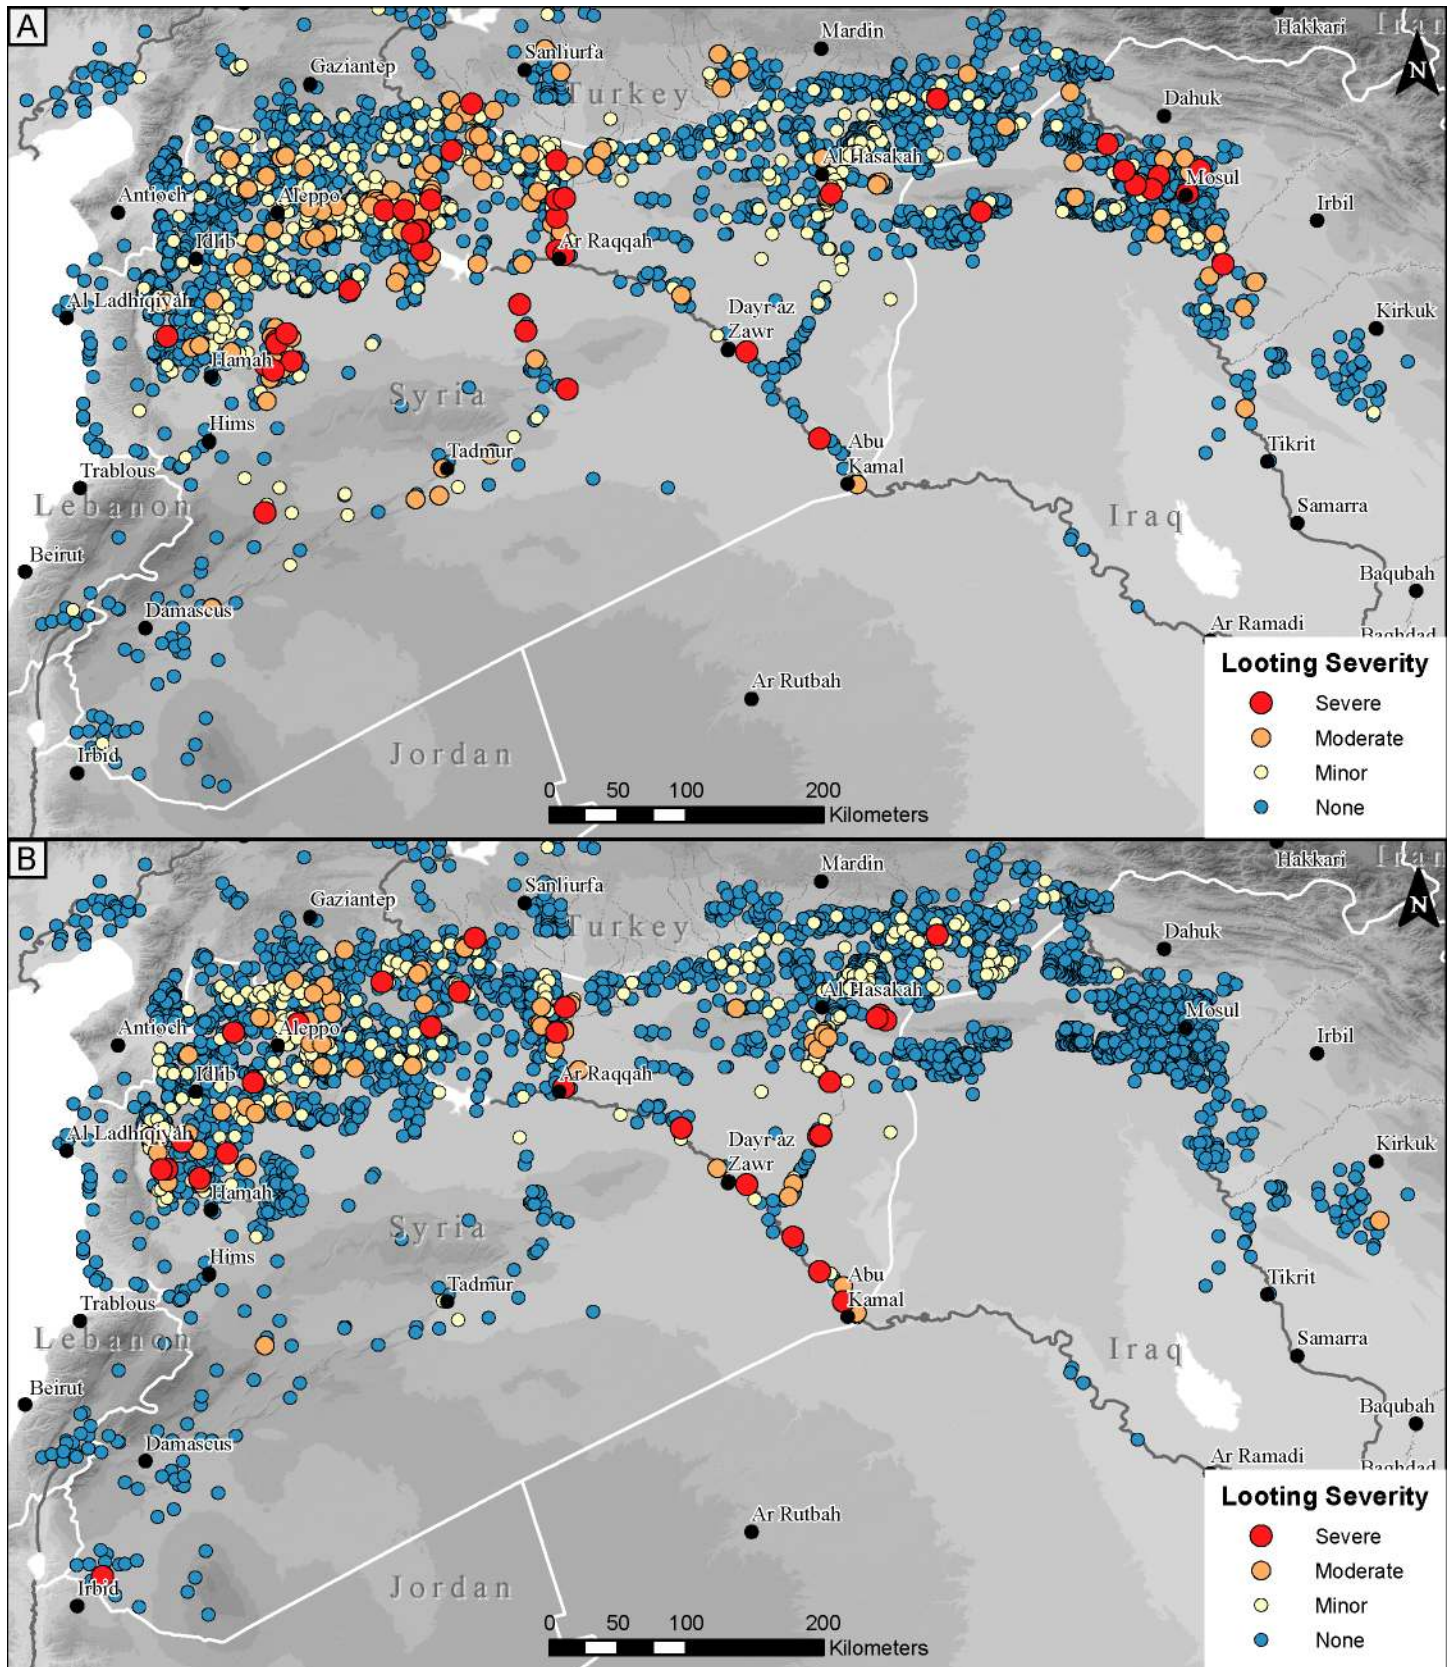 A
Hakkari
Iran
Mardin
Sanliurfa
Gaziantep
Turkey
N
Dahuk
Al Hasakah
Mosul
Antioch
Aleppo
Irbil
Idlib
Ar Raqqah
Al Ladhiqiyah
Dayr az
Zawr
Kirkuk
Hamah
Syria
Hims
Abu
Kamal
Tadmur
Tikrit
Trablous
Lebanon
Samarra
Iraq
Beirut
Baqubah
Damascus
Ar Ramadi
Baghdad
Looting Severity
Ar Rutbah
Severe
Moderate
Jordan
Irbid
Minor
0 50 100 200
Kilometers
None
B
Hakkari
Iran
Mardin
Sanliurfa
Gaziantep
Turkey
N
Dahuk
Al Hasakah
Mosul
Antioch
Aleppo
Irbil
Idlib
Ar Raqqah
Al Ladhiqiyah
Dayr az
Zawr
Kirkuk
Hamah
Syria
Hims
Abu
Kamal
Tadmur
Tikrit
Trablous
Lebanon
Samarra
Iraq
Beirut
Baqubah
Damascus
Ar Ramadi
Baghdad
Looting Severity
Ar Rutbah
Severe
Moderate
Jordan
Irbid
Minor
0 50 100 200
Kilometers
None